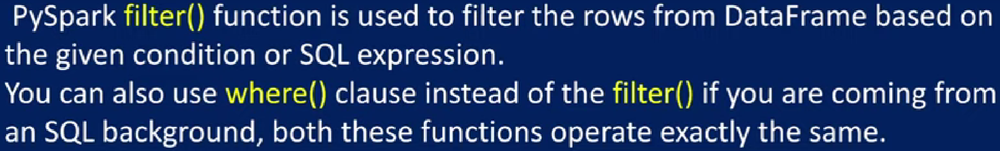 PySpark filter() function is used to filter the rows from DataFrame based on
the given condition or SQL expression.
You can also use where() clause instead of the filter() if you are coming from
an SQL background, both these functions operate exactly the same.